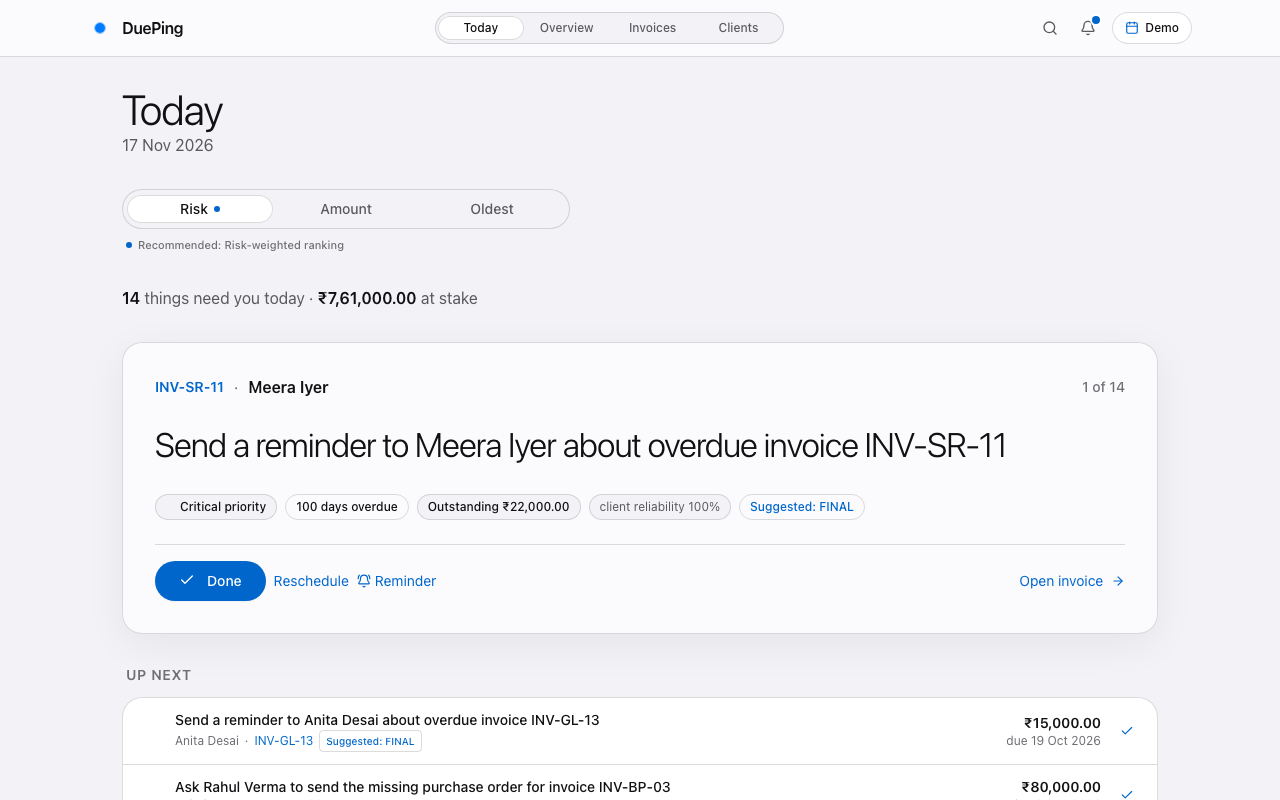 DuePing
Today
Overview
Invoices
Clients
Demo
Today
17 Nov 2026
Risk
Amount
Oldest
Recommended: Risk-weighted ranking
14 things need you today · ₹7,61,000.00 at stake
INV-SR-11 · Meera Iyer
1 of 14
Send a reminder to Meera Iyer about overdue invoice INV-SR-11
Critical priority
100 days overdue
Outstanding ₹22,000.00
client reliability 100%
Suggested: FINAL
Done
Reschedule
Reminder
Open invoice
UP NEXT
Send a reminder to Anita Desai about overdue invoice INV-GL-13
₹15,000.00
Anita Desai · INV-GL-13 Suggested: FINAL
due 19 Oct 2026
Ask Rahul Verma to send the missing purchase order for invoice INV-BP-03
₹80,000.00